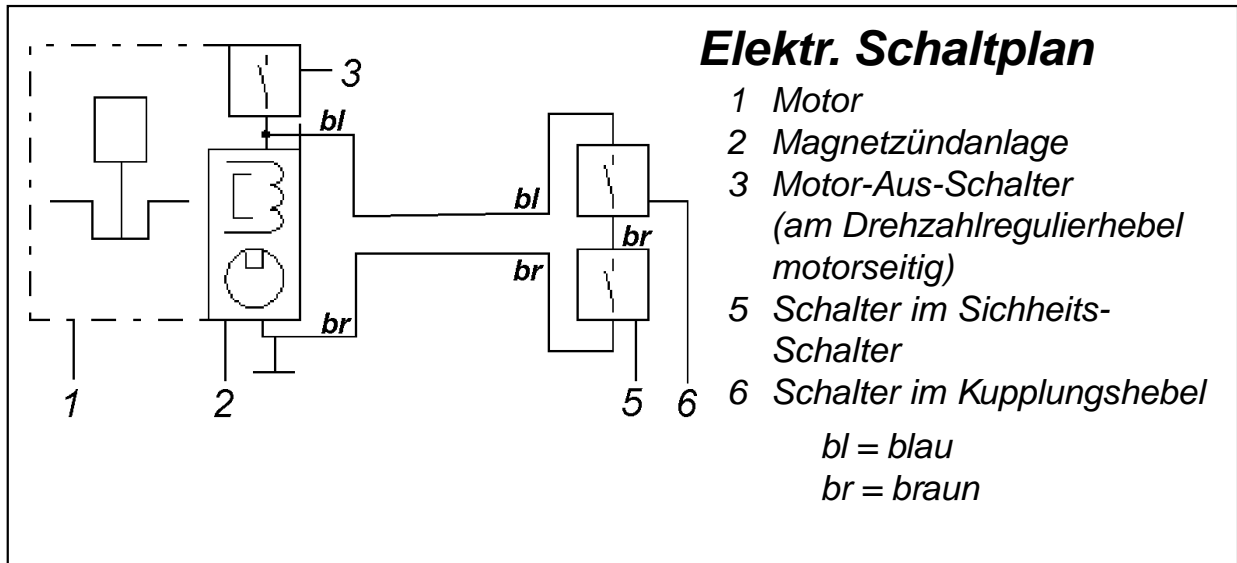 Elektr. Schaltplan
1 Motor
2 Magnetzündanlage
3 Motor-Aus-Schalter
(am Drehzahlregulierhebel
motorseitig)
5 Schalter im Sichheits-
Schalter
6 Schalter im Kupplungshebel
bl = blau
br = braun
3
bl
bl
br
br
br
1
2
5
6